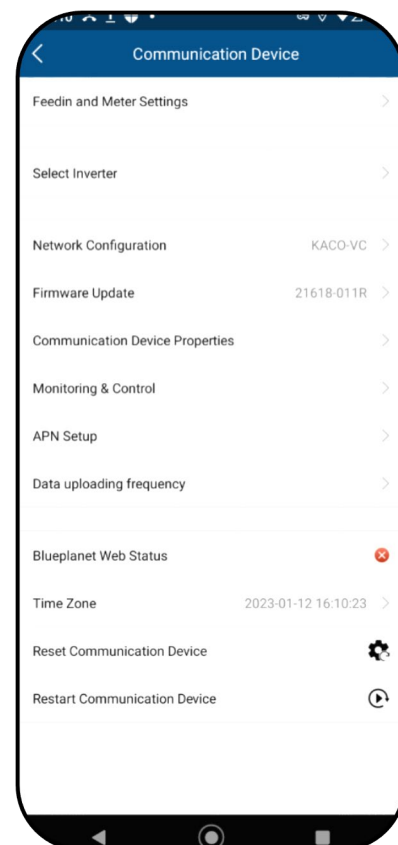 Communication Device
Feedin and Meter Settings
Select Inverter
Network Configuration KACO-VC
Firmware Update 21618-011R
Communication Device Properties
Monitoring & Control
APN Setup
Data uploading frequency
Blueplanet Web Status
Time Zone 2023-01-12 16:10:23
Reset Communication Device
Restart Communication Device